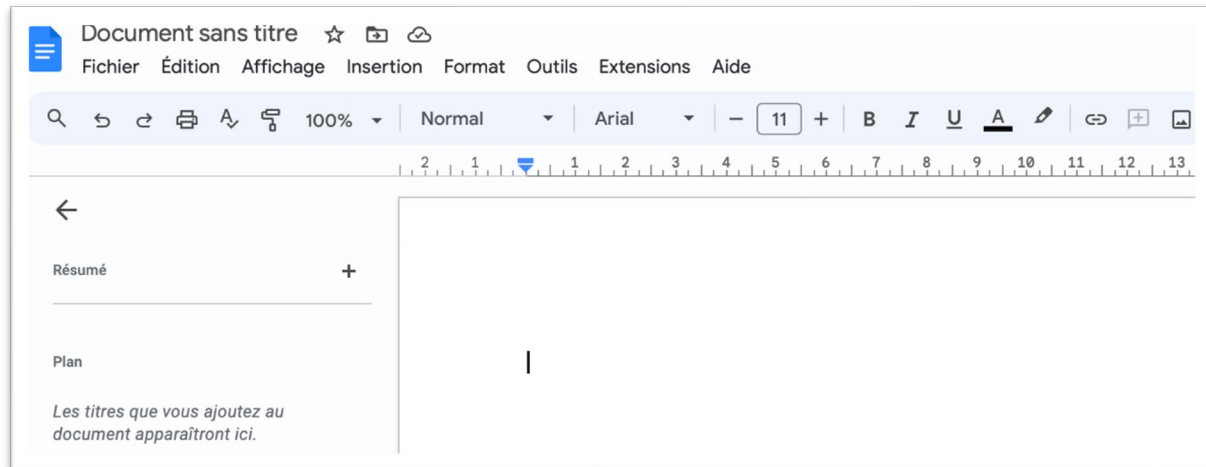 Document sans titre
Fichier Édition Affichage Insertion Format Outils Extensions Aide
100% Normal Arial 11 B I U A
2 1 1 2 3 4 5 6 7 8 9 10 11 12 13
Résumé
Plan
Les titres que vous ajoutez au
document apparaîtront ici.